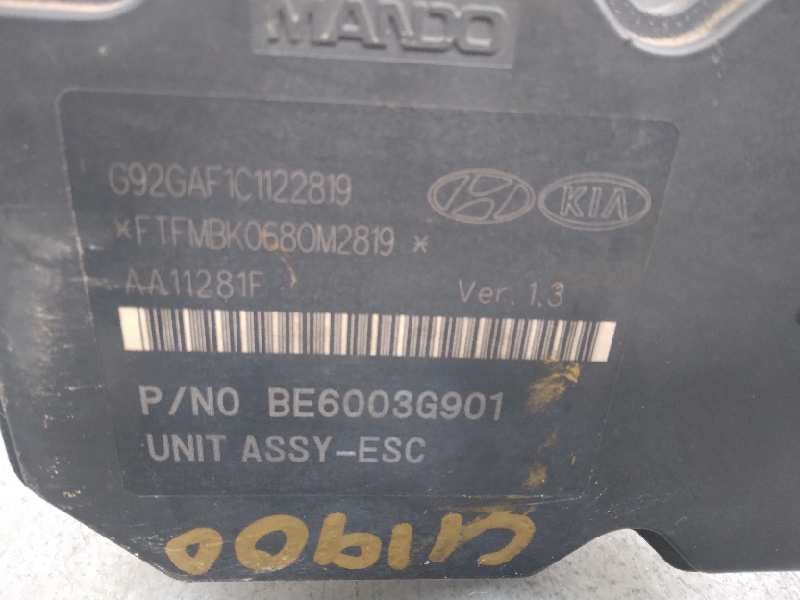 MANDO
G92GAF1C1122819
*FTFMBK0680M2819 *
KIA
AA11281F Ver. 1.3
P/NO BE6003G901
UNIT ASSY-ESC